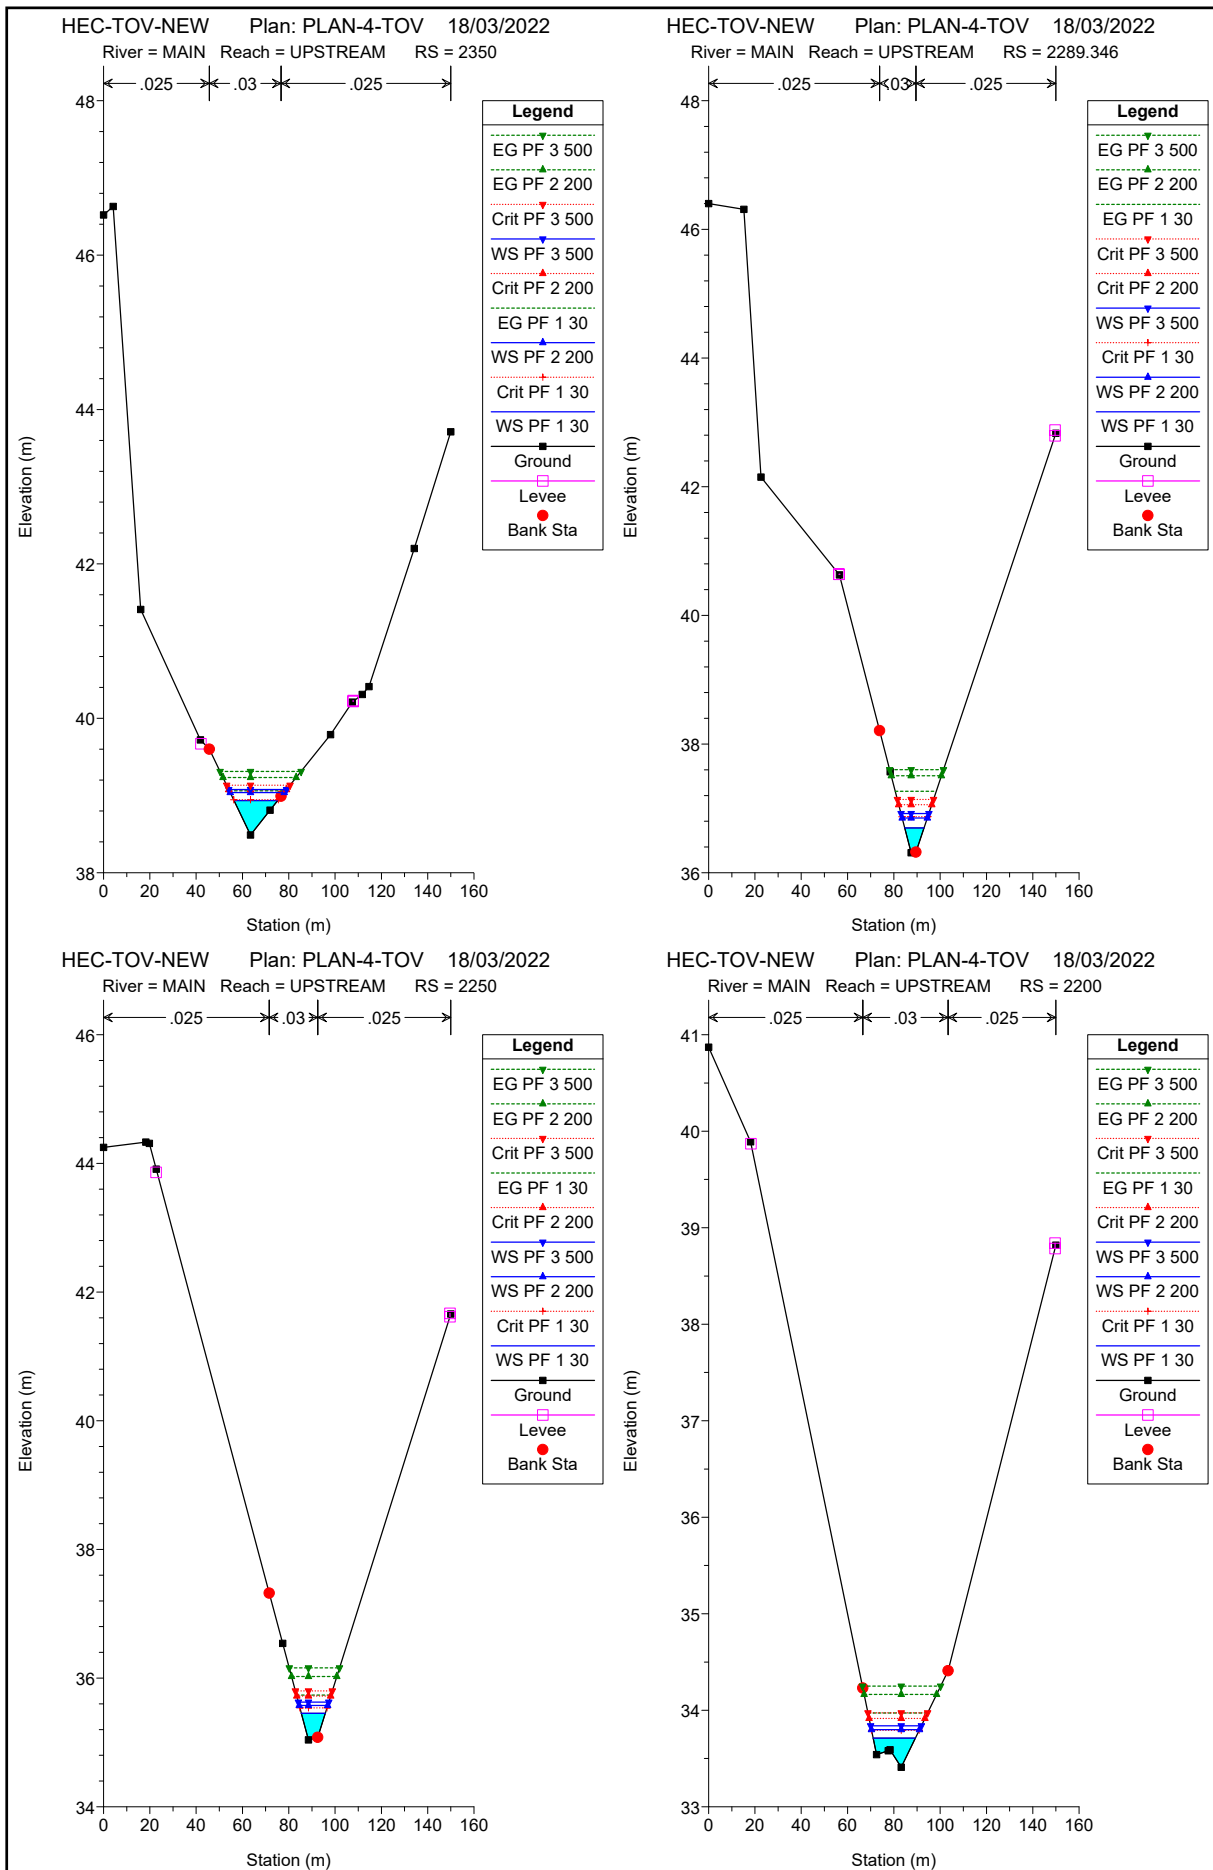 HEC-TOV-NEW Plan: PLAN-4-TOV 18/03/2022
River = MAIN Reach = UPSTREAM RS = 2350
.025 .03 .025
Legend
EG PF 3 500
EG PF 2 200
Crit PF 3 500
WS PF 3 500
Crit PF 2 200
EG PF 1 30
WS PF 2 200
Crit PF 1 30
WS PF 1 30
Ground
Levee
Bank Sta
48
46
44
42
40
38
Elevation (m)
0 20 40 60 80 100 120 140 160
Station (m)
HEC-TOV-NEW Plan: PLAN-4-TOV 18/03/2022
River = MAIN Reach = UPSTREAM RS = 2289.346
.025 .03 .025
Legend
EG PF 3 500
EG PF 2 200
EG PF 1 30
Crit PF 3 500
Crit PF 2 200
WS PF 3 500
Crit PF 1 30
WS PF 2 200
WS PF 1 30
Ground
Levee
Bank Sta
48
46
44
42
40
38
36
Elevation (m)
0 20 40 60 80 100 120 140 160
Station (m)
HEC-TOV-NEW Plan: PLAN-4-TOV 18/03/2022
River = MAIN Reach = UPSTREAM RS = 2250
.025 .03 .025
Legend
EG PF 3 500
EG PF 2 200
Crit PF 3 500
EG PF 1 30
Crit PF 2 200
WS PF 3 500
WS PF 2 200
Crit PF 1 30
WS PF 1 30
Ground
Levee
Bank Sta
46
44
42
40
38
36
34
Elevation (m)
0 20 40 60 80 100 120 140 160
Station (m)
HEC-TOV-NEW Plan: PLAN-4-TOV 18/03/2022
River = MAIN Reach = UPSTREAM RS = 2200
.025 .03 .025
Legend
EG PF 3 500
EG PF 2 200
Crit PF 3 500
EG PF 1 30
Crit PF 2 200
WS PF 3 500
WS PF 2 200
Crit PF 1 30
WS PF 1 30
Ground
Levee
Bank Sta
41
40
39
38
37
36
35
34
33
Elevation (m)
0 20 40 60 80 100 120 140 160
Station (m)